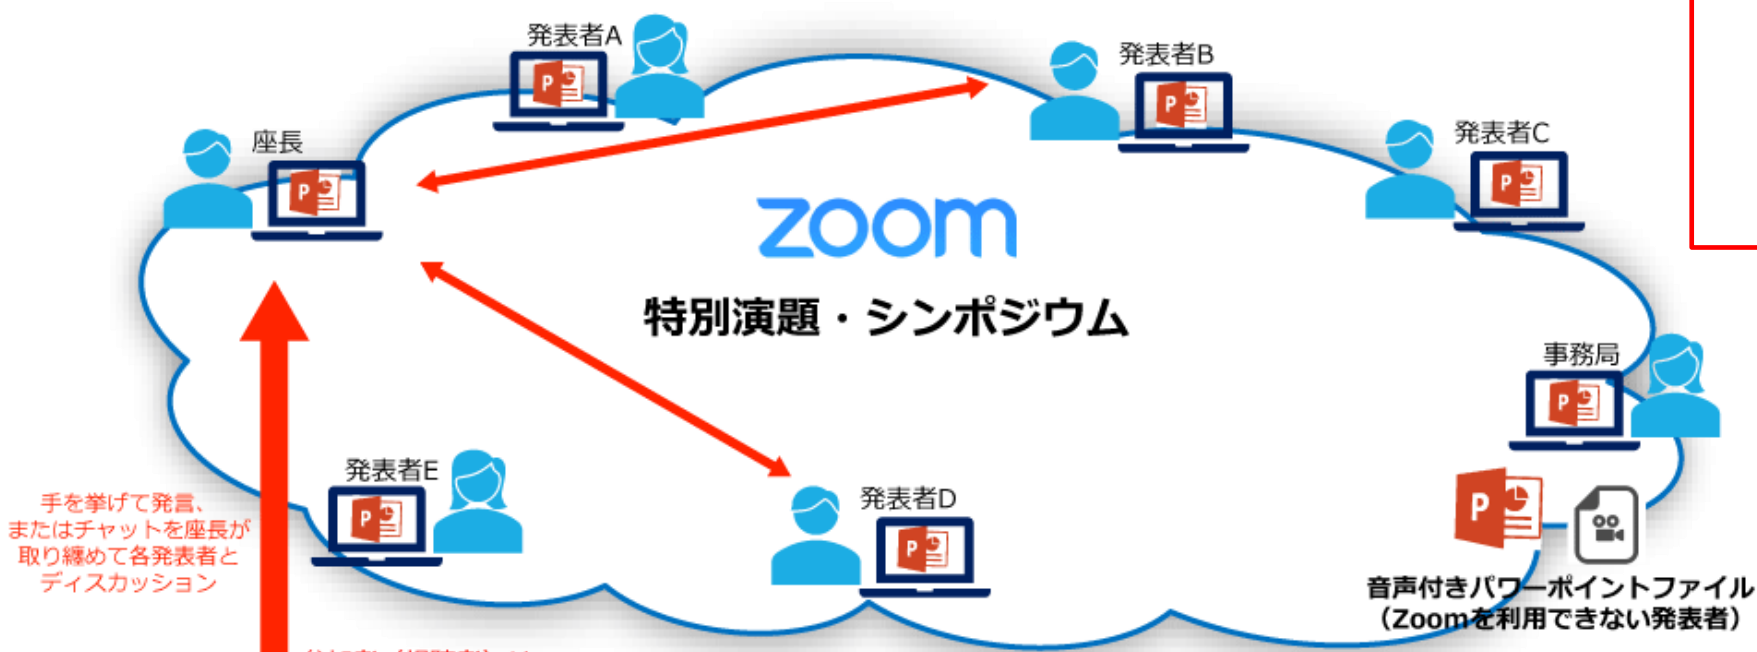 発表者A
発表者B
座長
発表者C
zoom
特別演題・シンポジウム
事務局
発表者E
発表者D
手を挙げて発言、
またはチャットを座長が
取り纏めて各発表者と
ディスカッション
音声付きパワーポイントファイル
（Zoomを利用できない発表者）